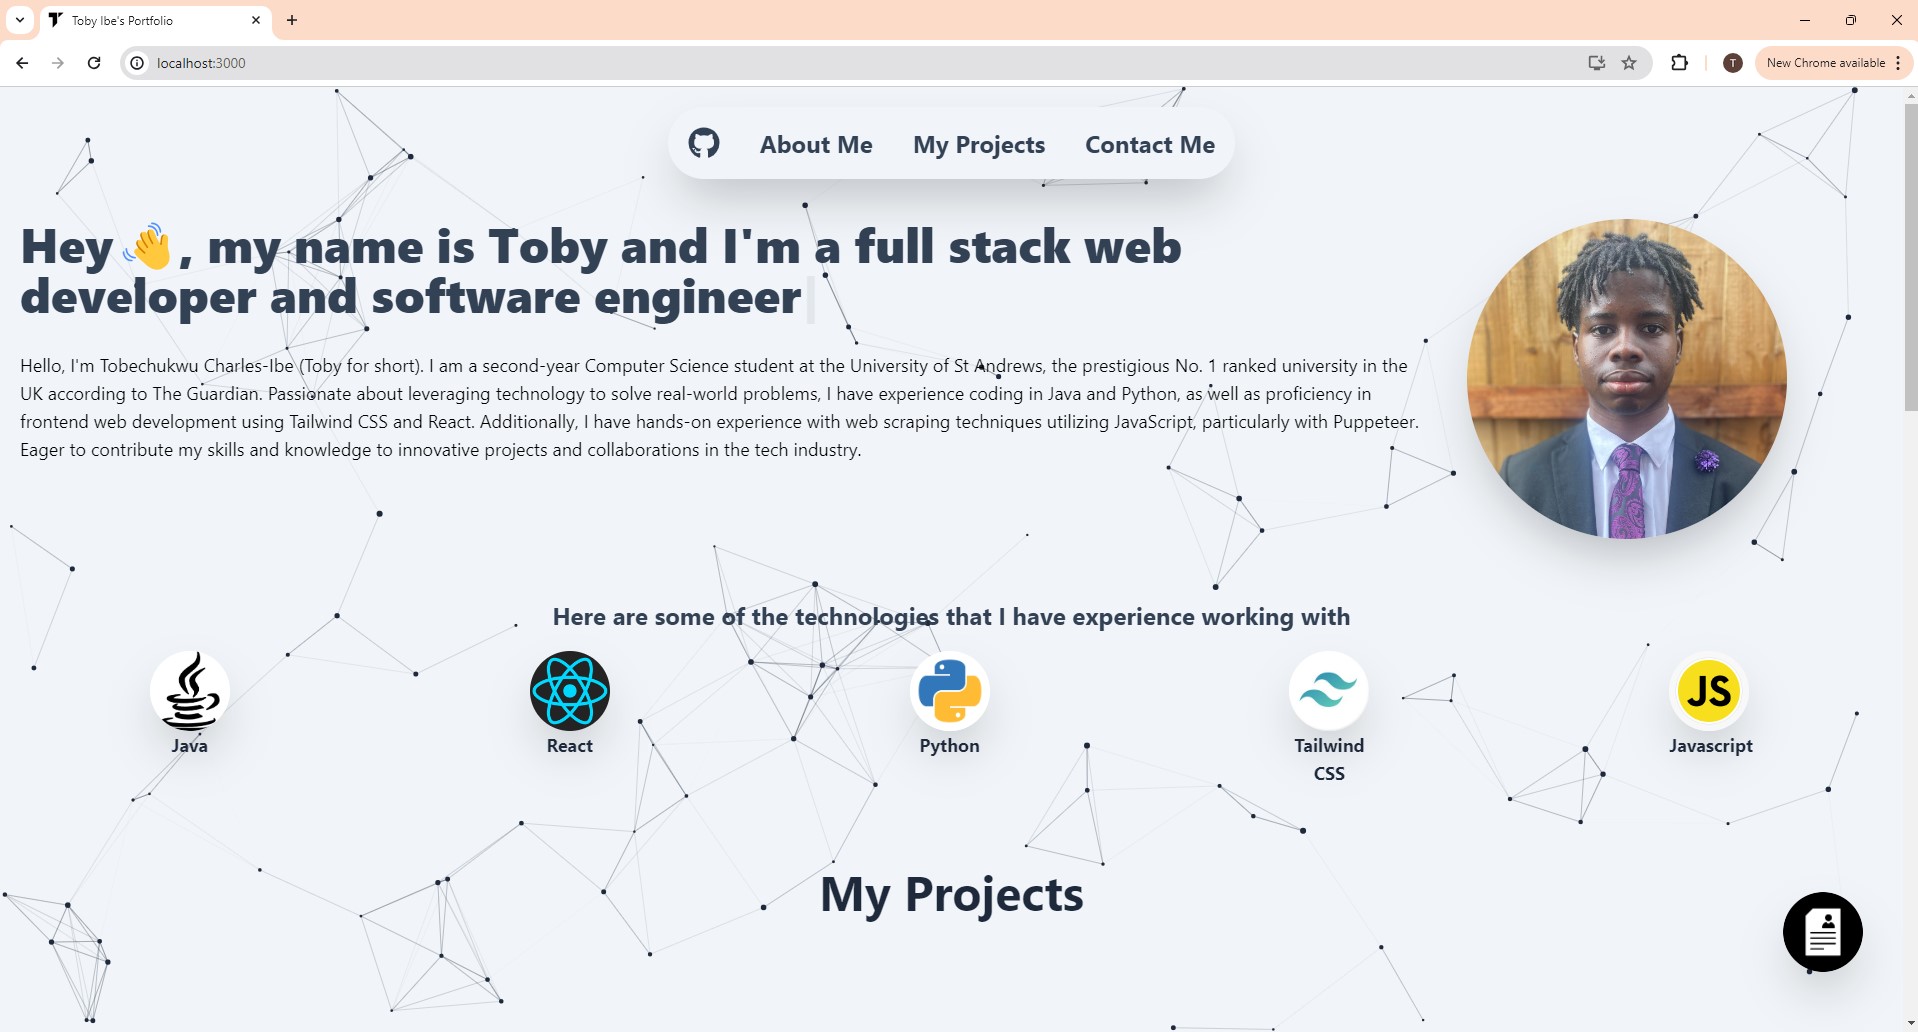 Toby Ibe's Portfolio
localhost:3000
T
New Chrome available
About Me
My Projects
Contact Me
Hey 👋, my name is Toby and I'm a full stack web
developer and software engineer
Hello, I'm Tobechukwu Charles-Ibe (Toby for short). I am a second-year Computer Science student at the University of St Andrews, the prestigious No. 1 ranked university in the
UK according to The Guardian. Passionate about leveraging technology to solve real-world problems, I have experience coding in Java and Python, as well as proficiency in
frontend web development using Tailwind CSS and React. Additionally, I have hands-on experience with web scraping techniques utilizing JavaScript, particularly with Puppeteer.
Eager to contribute my skills and knowledge to innovative projects and collaborations in the tech industry.
Here are some of the technologies that I have experience working with
JS
Java
React
Python
Tailwind
CSS
Javascript
My Projects